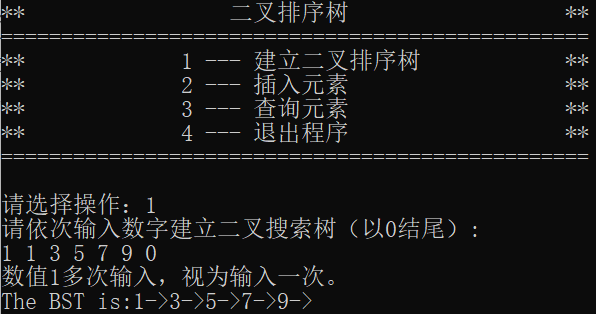 ** 二叉排序树 **
================================================
** 1 --- 建立二叉排序树 **
** 2 --- 插入元素 **
** 3 --- 查询元素 **
** 4 --- 退出程序 **
================================================
请选择操作：1
请依次输入数字建立二叉搜索树（以0结尾）:
1 1 3 5 7 9 0
数值1多次输入，视为输入一次。
The BST is:1->3->5->7->9->